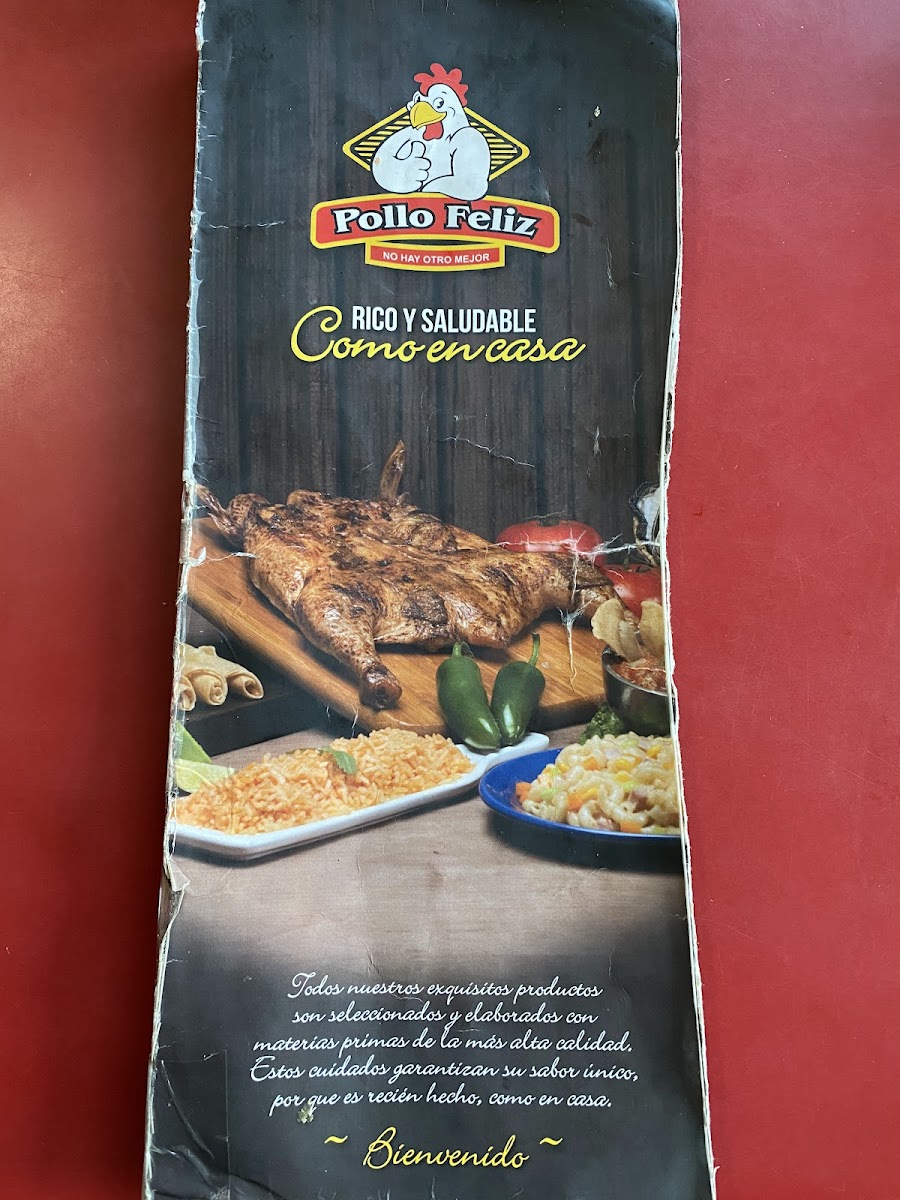 Pollo Feliz
NO HAY OTRO MEJOR
RICO Y SALUDABLE
Como en casa
Todos nuestros exquisitos productos
son seleccionados y elaborados con
materias primas de la más alta calidad.
Estos cuidados garantizan su sabor único,
por que es recién hecho, como en casa.
~ Bienvenido ~